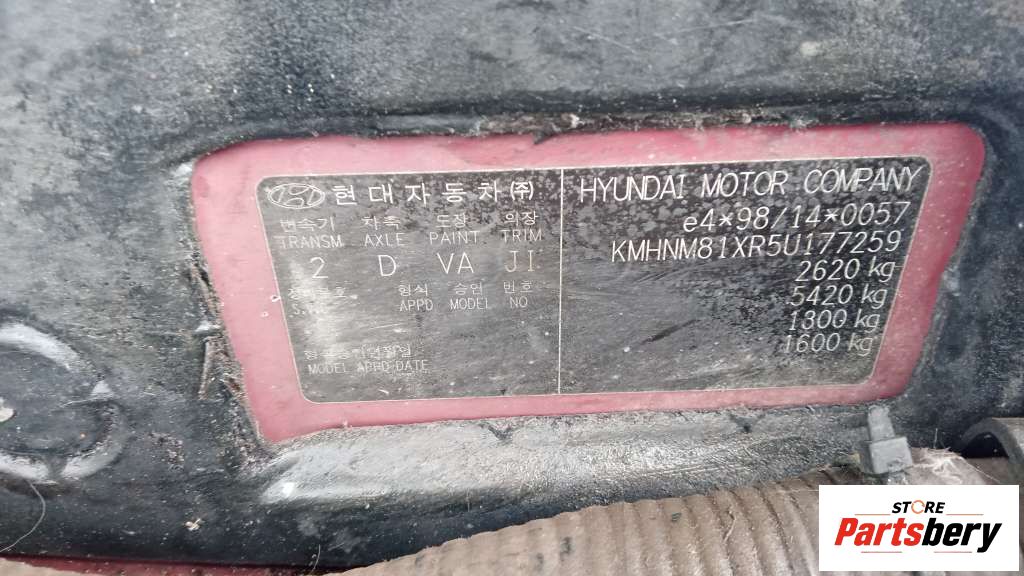 현대자동차㈜
변속기 차축 도장 의장
TRANSM AXLE PAINT TRIM
2 D VA JI
형식 승인 번호
APPD MODEL NO
MODEL APPD DATE
HYUNDAI MOTOR COMPANY
e4*98/14*0057
KMHNM81XR5U177259
2620 kg
5420 kg
1300 kg
1600 kg
STORE
Partsbery